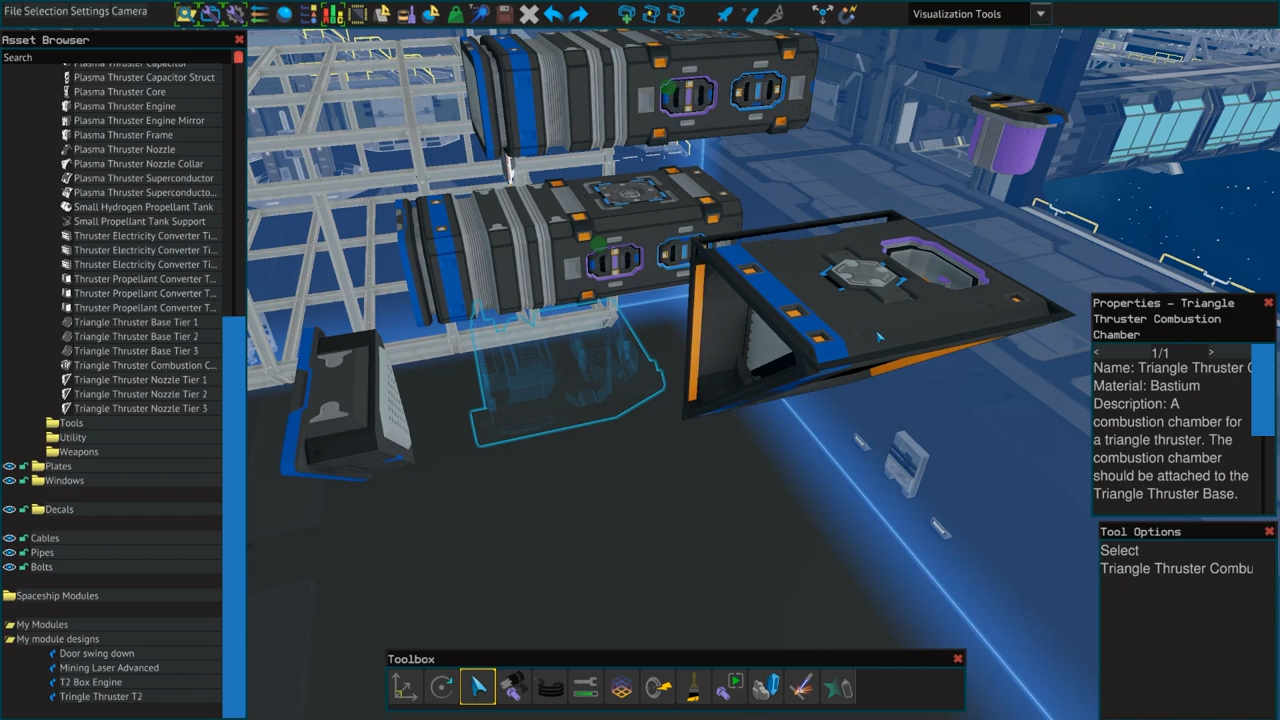 File Selection Settings Camera
Visualization Tools
Asset Browser
Search
Plasma Thruster Capacitor
Plasma Thruster Capacitor Struct
Plasma Thruster Core
Plasma Thruster Engine
Plasma Thruster Engine Mirror
Plasma Thruster Frame
Plasma Thruster Nozzle
Plasma Thruster Nozzle Collar
Plasma Thruster Superconductor
Plasma Thruster Superconducto...
Small Hydrogen Propellant Tank
Small Propellant Tank Support
Thruster Electricity Converter Ti...
Thruster Electricity Converter Ti...
Thruster Electricity Converter Ti...
Thruster Propellant Converter T...
Thruster Propellant Converter T...
Thruster Propellant Converter T...
Triangle Thruster Base Tier 1
Triangle Thruster Base Tier 2
Triangle Thruster Base Tier 3
Triangle Thruster Combustion C...
Triangle Thruster Nozzle Tier 1
Triangle Thruster Nozzle Tier 2
Triangle Thruster Nozzle Tier 3
Tools
Utility
Weapons
Plates
Windows
Decals
Cables
Pipes
Bolts
Spaceship Modules
My Modules
My module designs
Door swing down
Mining Laser Advanced
T2 Box Engine
Tringle Thruster T2
Properties - Triangle
Thruster Combustion
Chamber
< 1/1 >
Name: Triangle Thruster C
Material: Bastium
Description: A
combustion chamber for
a triangle thruster. The
combustion chamber
should be attached to the
Triangle Thruster Base.
Tool Options
Select
Triangle Thruster Combu
Toolbox